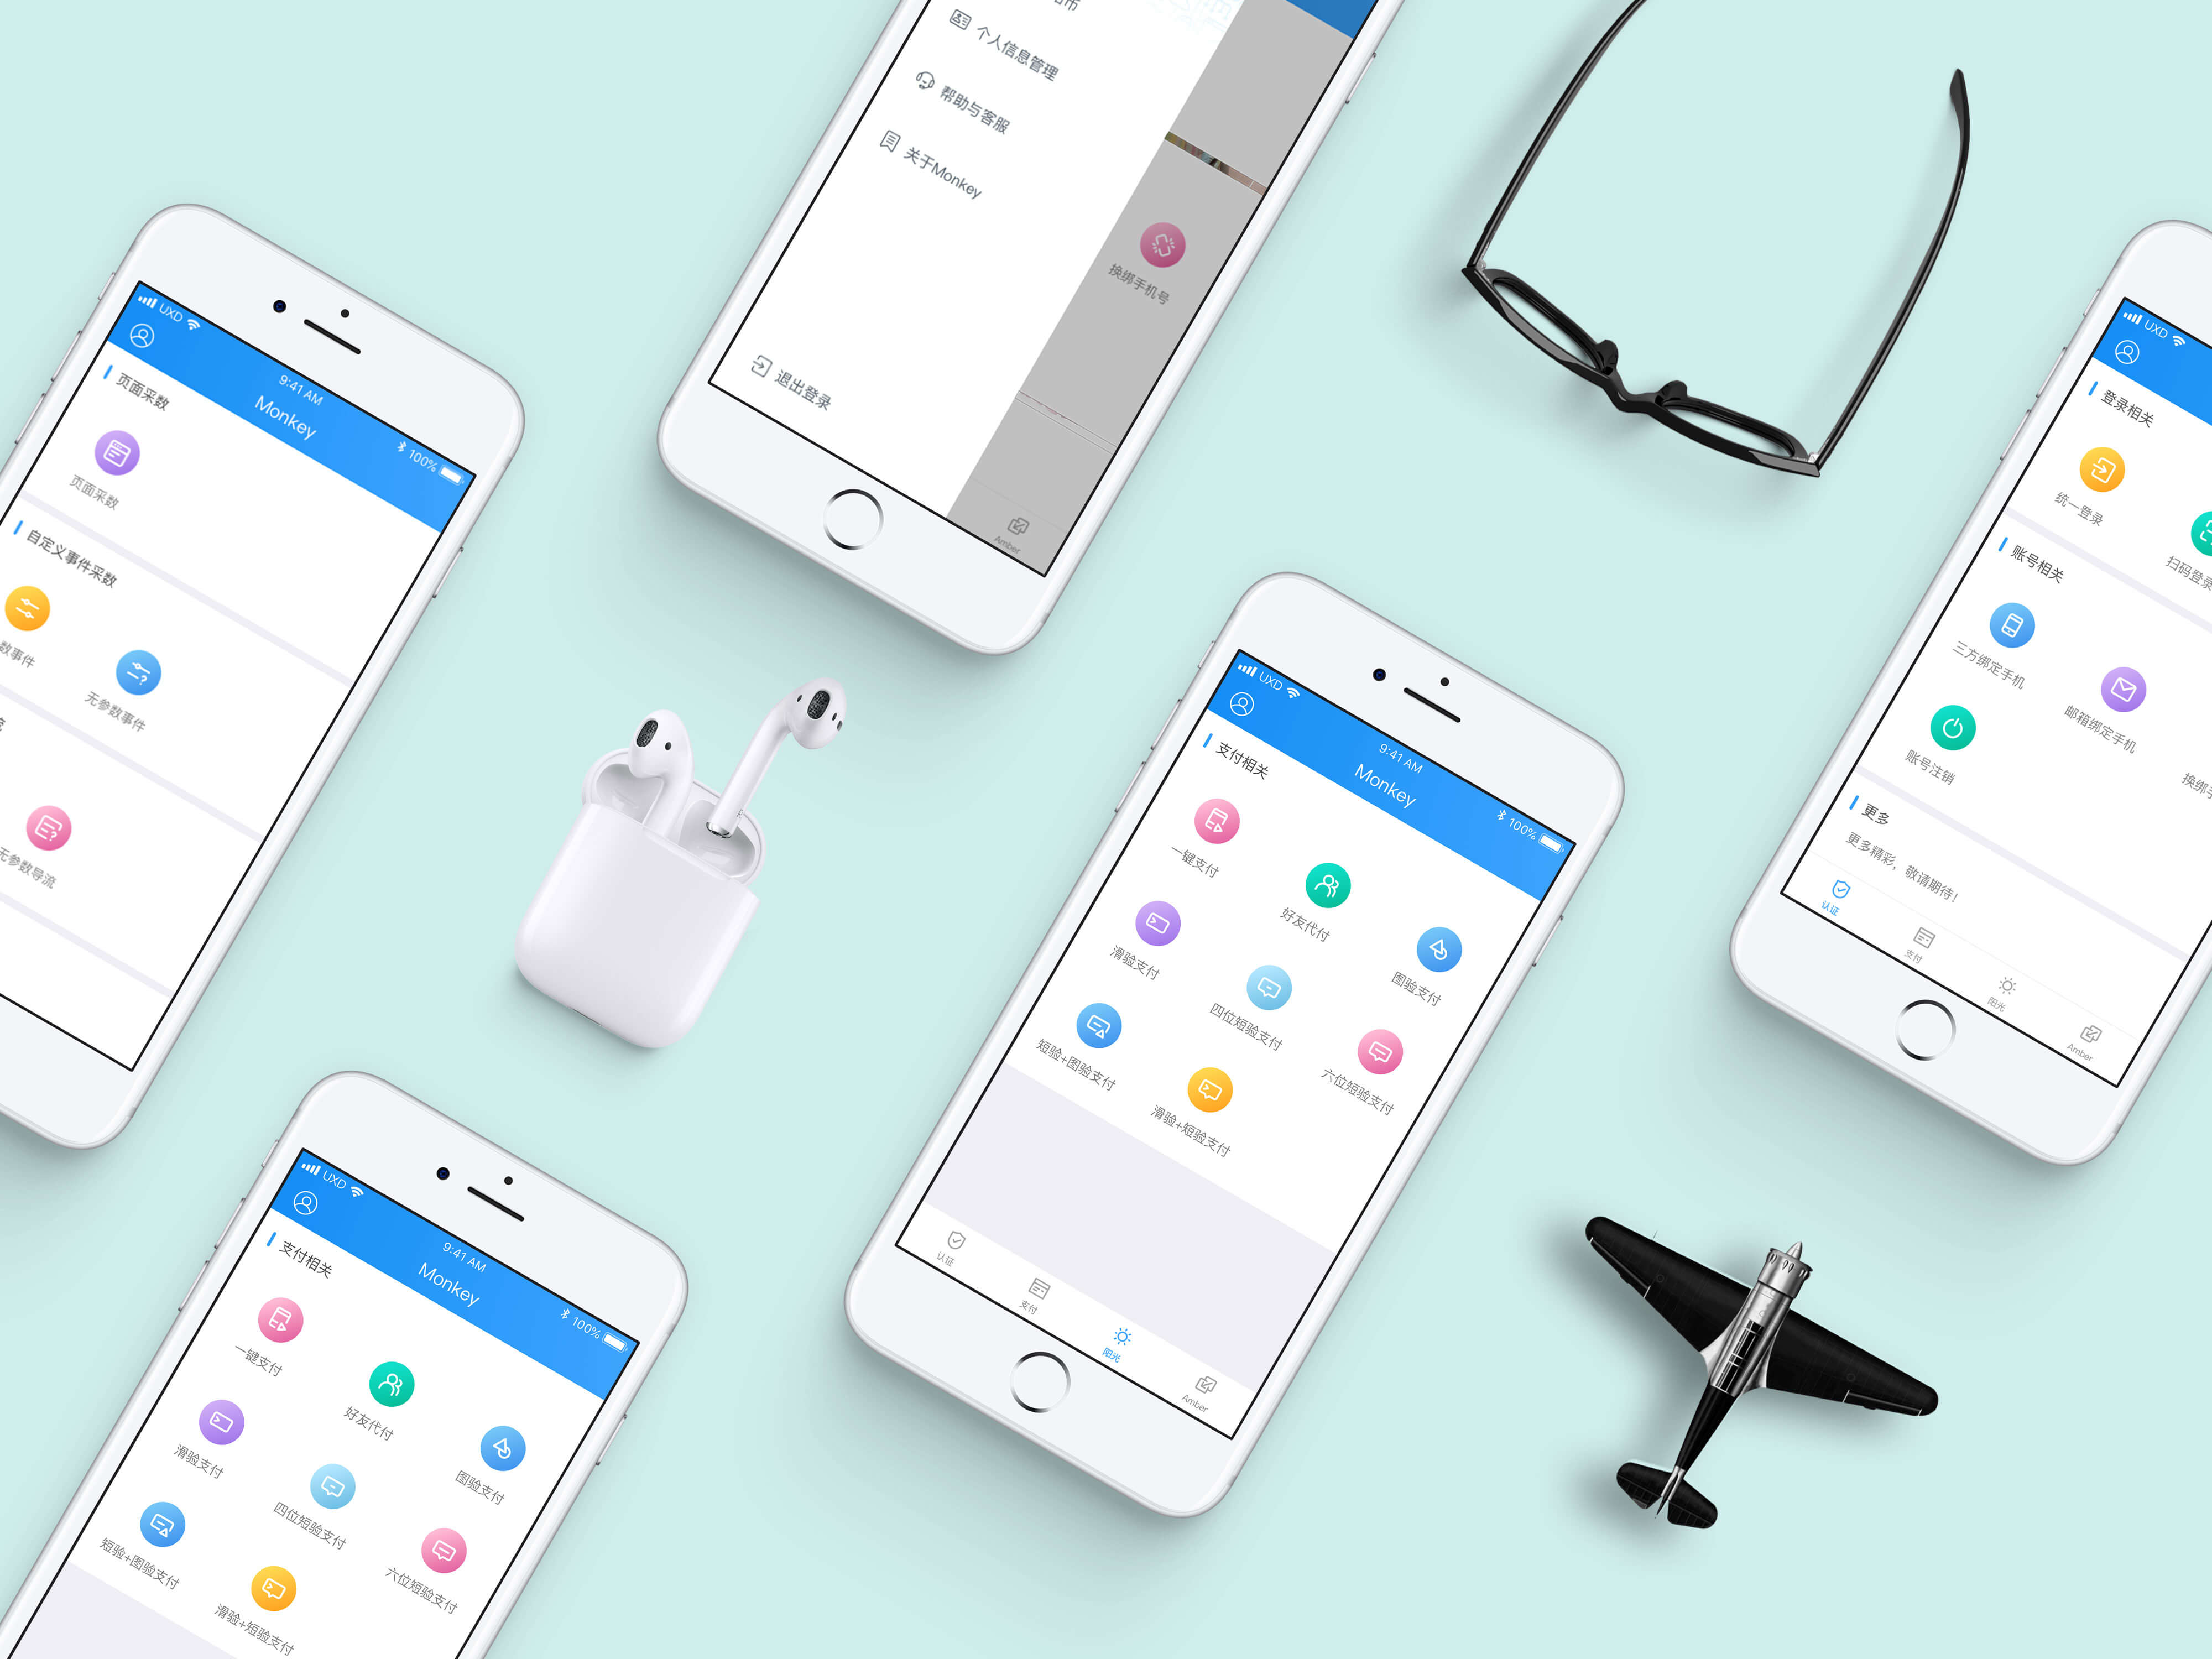 个人信息管理
帮助与客服
关于Monkey
换绑手机号
退出登录
Amber
UXD
9:41 AM
100%
Monkey
页面采数
页面采数
自定义事件采数
数事件
无参数事件
无参数导流
UXD
登录相关
统一登录
扫码登录
账号相关
三方绑定手机
邮箱绑定手机
换绑手
账号注销
更多
更多精彩，敬请期待！
认证
支付
阳光
Amber
UXD
9:41 AM
100%
Monkey
支付相关
一键支付
好友代付
图验支付
滑验支付
四位短验支付
六位短验支付
短验+图验支付
滑验+短验支付
认证
支付
阳光
Amber
UXD
9:41 AM
100%
Monkey
支付相关
一键支付
好友代付
图验支付
滑验支付
四位短验支付
六位短验支付
短验+图验支付
滑验+短验支付